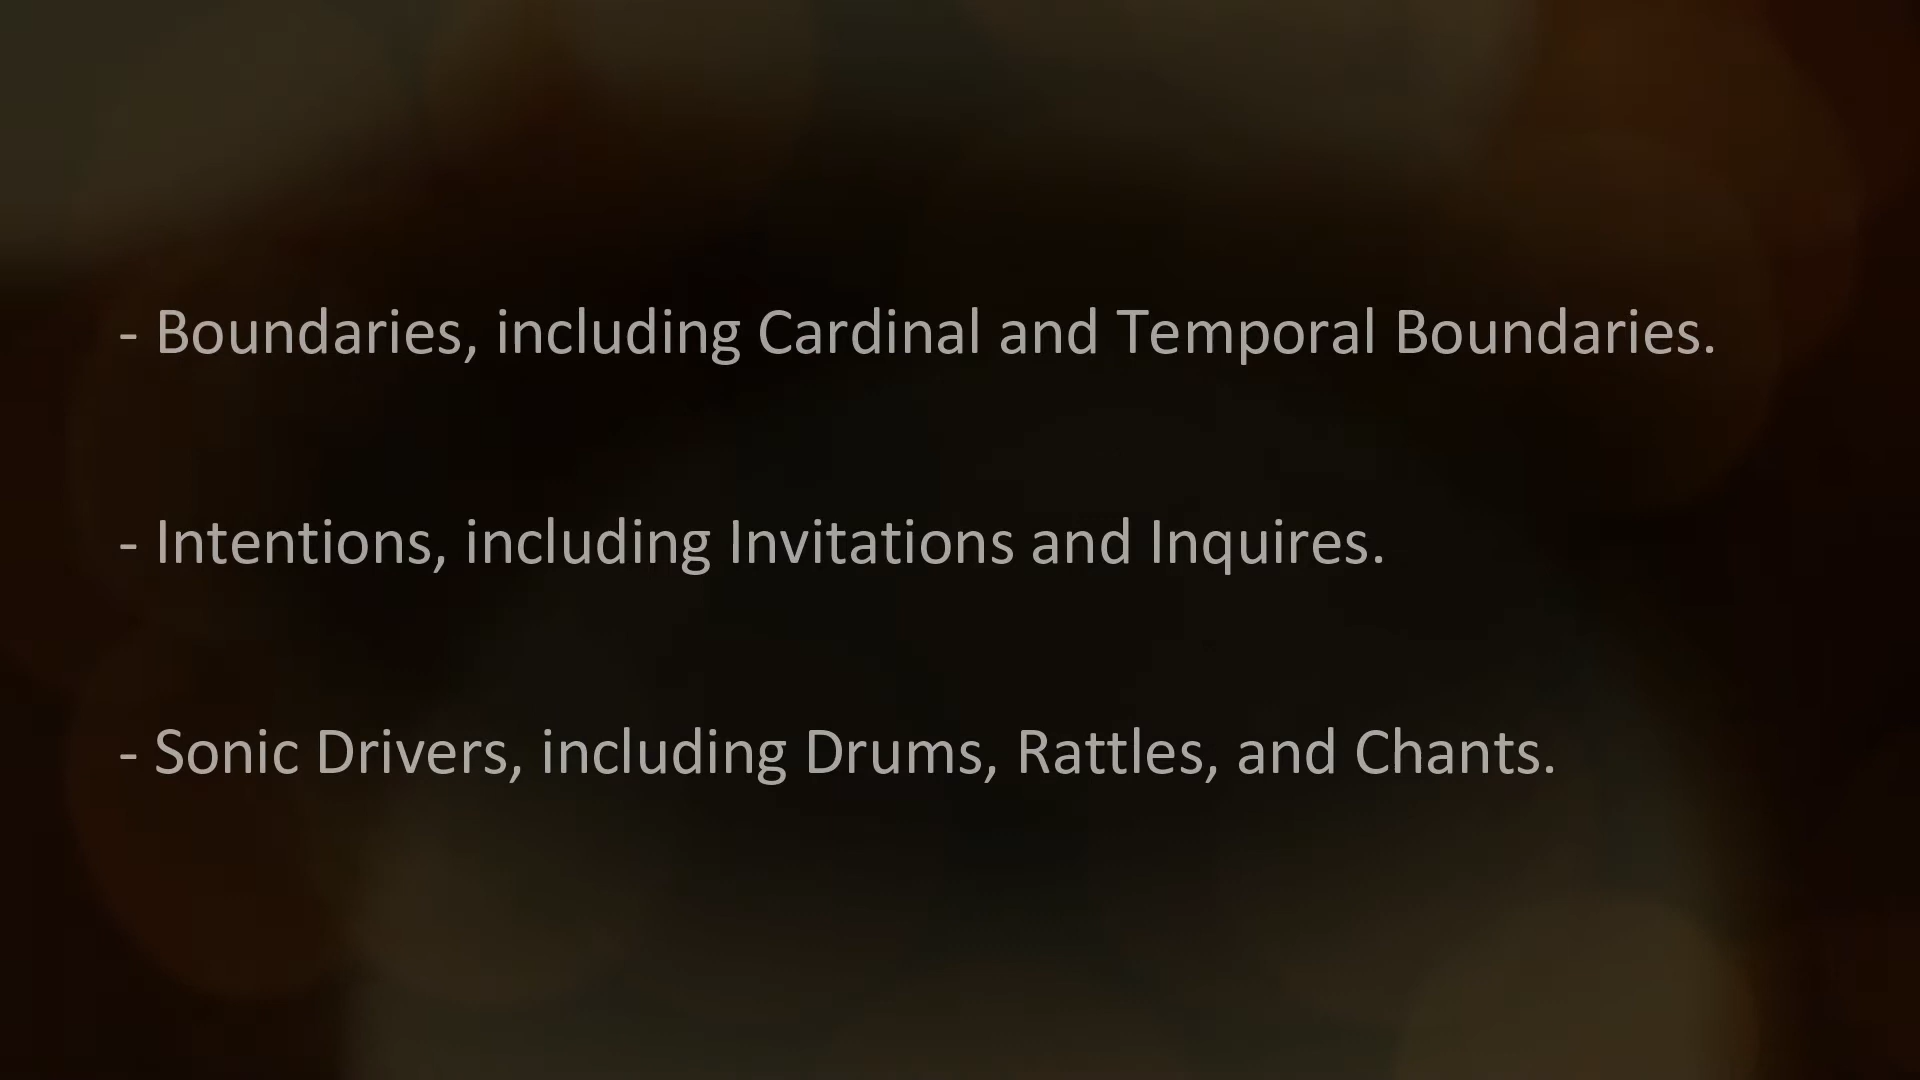 - Boundaries, including Cardinal and Temporal Boundaries.
- Intentions, including Invitations and Inquires.
- Sonic Drivers, including Drums, Rattles, and Chants.